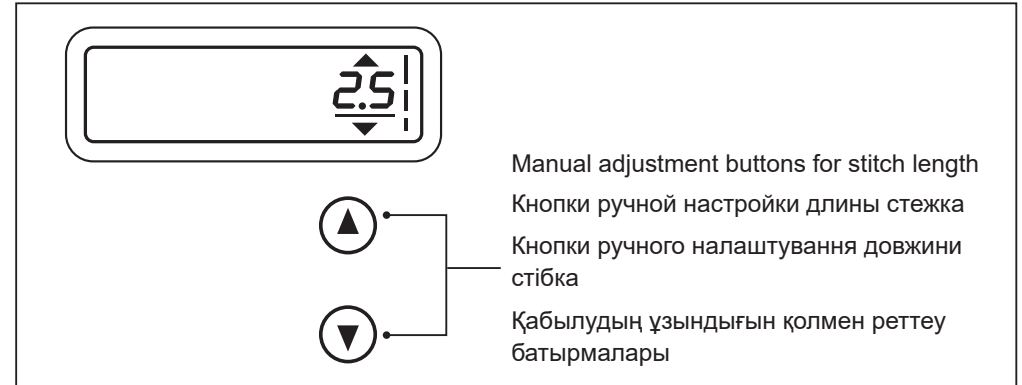 2.5
Manual adjustment buttons for stitch length
Кнопки ручной настройки длины стежка
Кнопки ручного налаштування довжини
стібка
Қабылудың ұзындығын қолмен реттеу
батырмалары